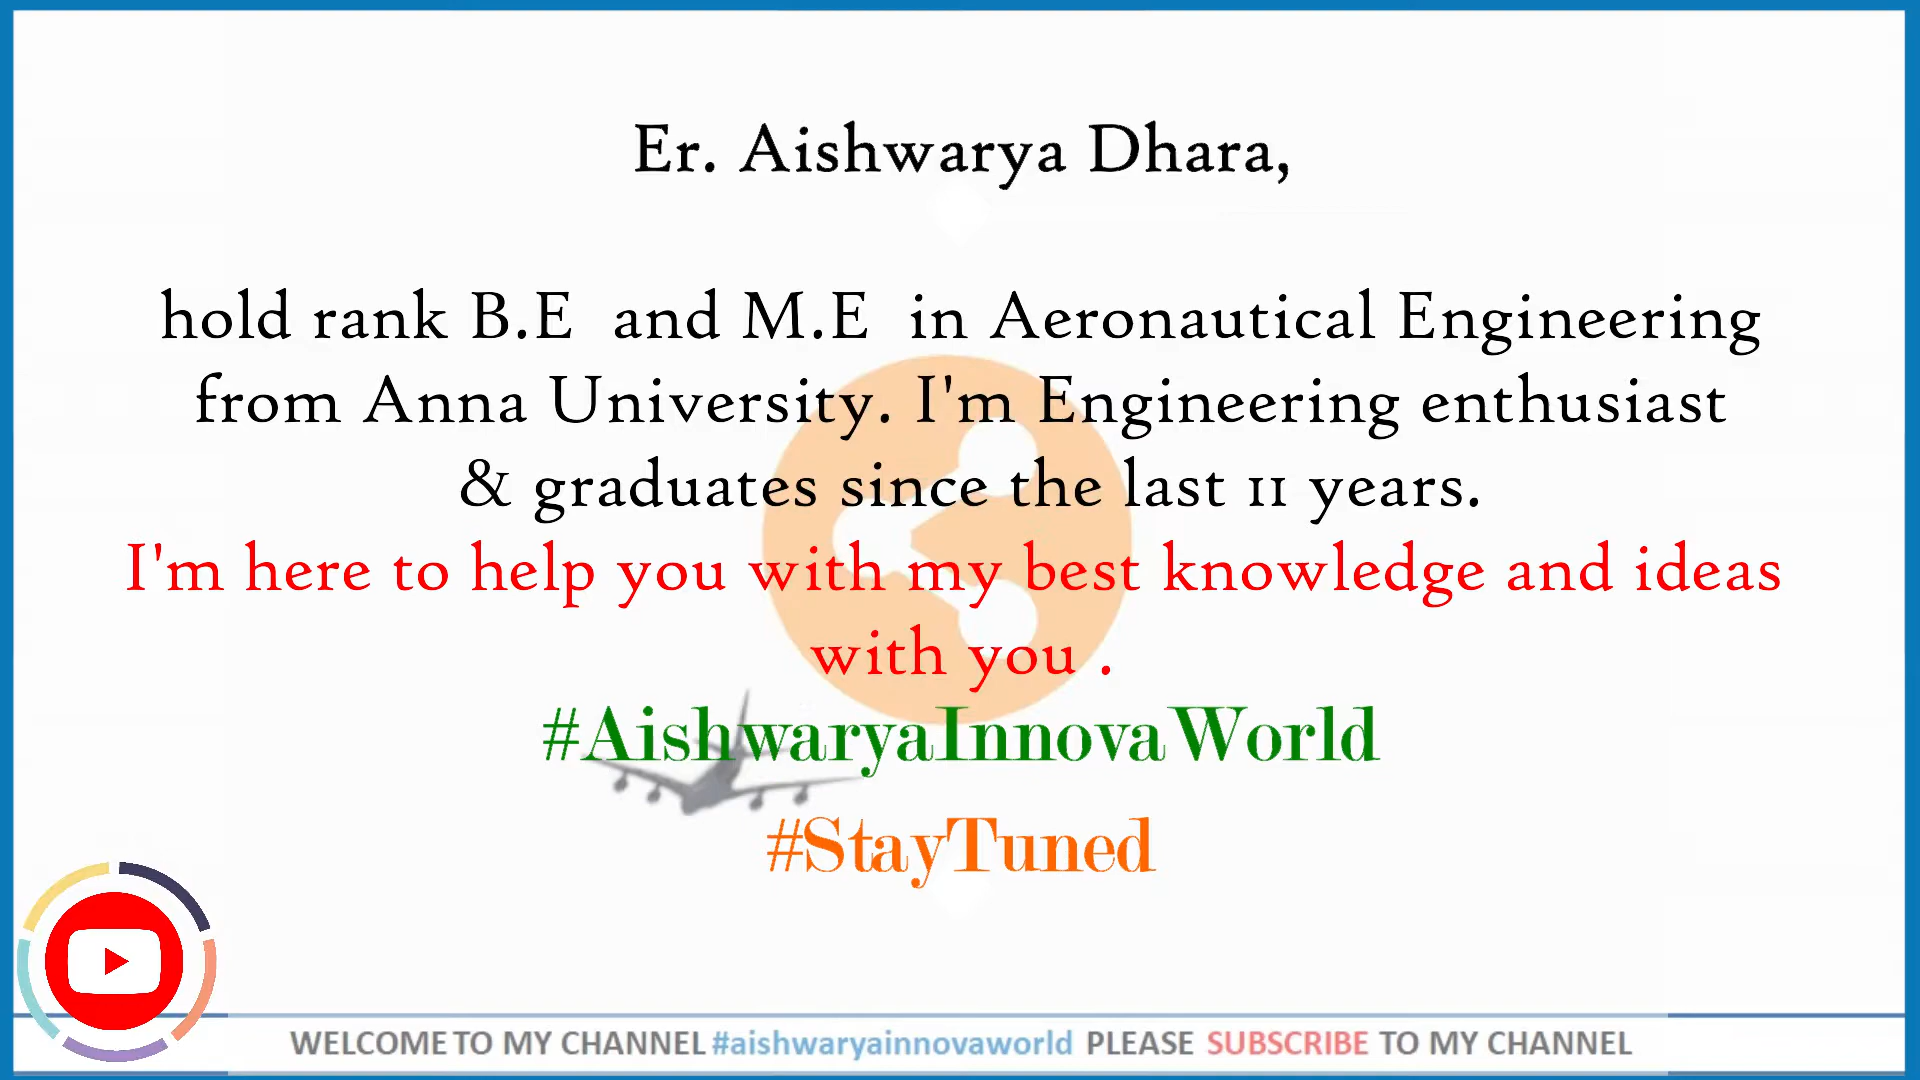 Er. Aishwarya Dhara,
hold rank B.E and M.E in Aeronautical Engineering
from Anna University. I'm Engineering enthusiast
& graduates since the last 11 years.
I'm here to help you with my best knowledge and ideas
with you .
#AishwaryaInnovaWorld
#StayTuned
WELCOME TO MY CHANNEL #aishwaryainnovaworld PLEASE SUBSCRIBE TO MY CHANNEL